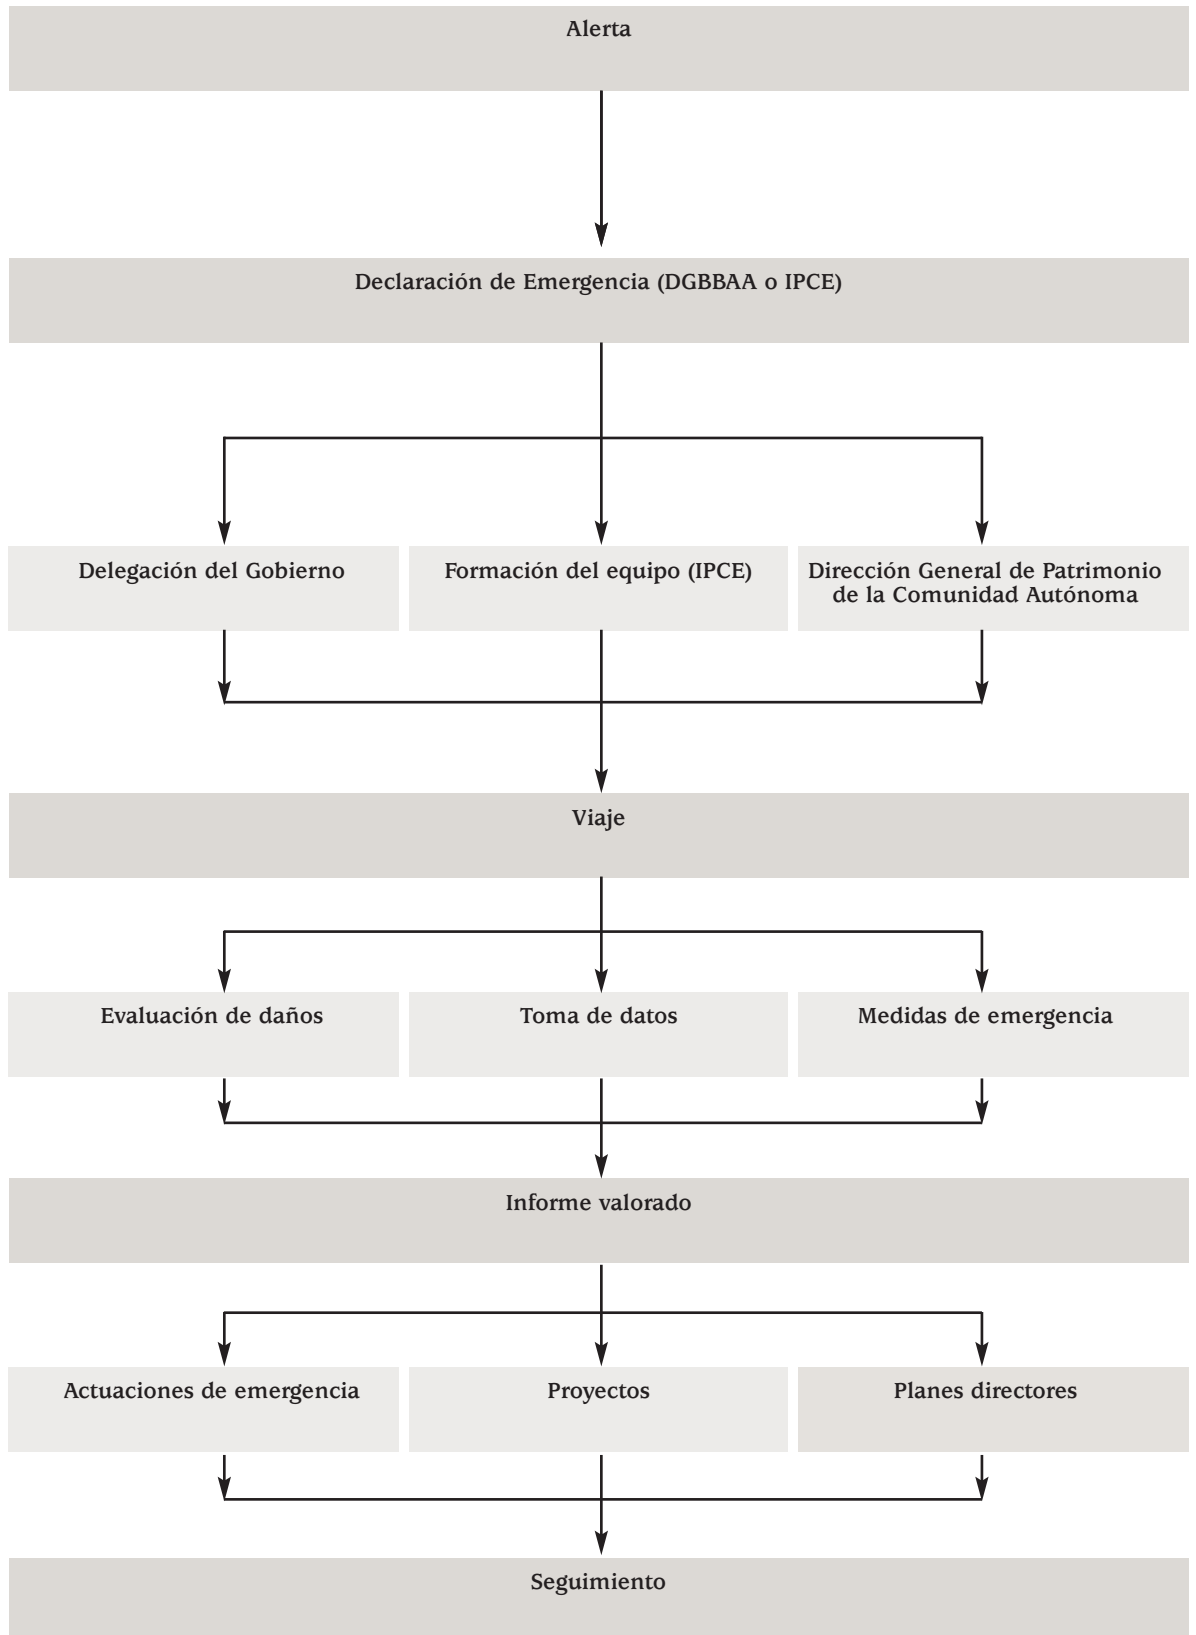 Alerta
Declaración de Emergencia (DGBBAA o IPCE)
Delegación del Gobierno
Formación del equipo (IPCE)
Dirección General de Patrimonio
de la Comunidad Autónoma
Viaje
Evaluación de daños
Toma de datos
Medidas de emergencia
Informe valorado
Actuaciones de emergencia
Proyectos
Planes directores
Seguimiento